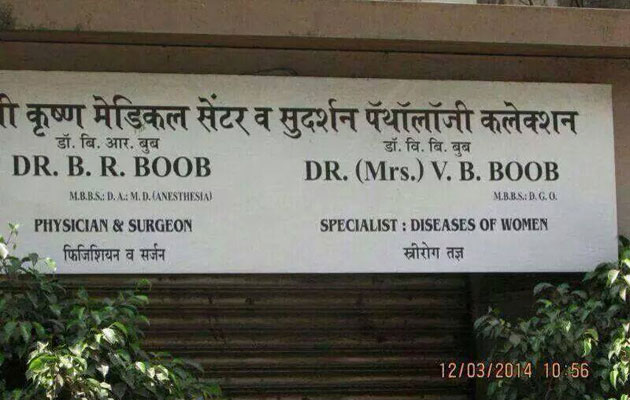 कृष्ण मेडिकल सेंटर व सुदर्शन पॅथॉलॉजी कलेक्शन
डॉ. बि. आर. बुब
DR. B. R. BOOB
M.B.B.S.: D. A.: M. D. (ANESTHESIA)
PHYSICIAN & SURGEON
फिजिशियन व सर्जन
डॉ. वि. बि. बुब
DR. (Mrs.) V. B. BOOB
M.B.B.S.: D. G. O.
SPECIALIST : DISEASES OF WOMEN
स्त्रीरोग तज्ञ
12/03/2014 10:56